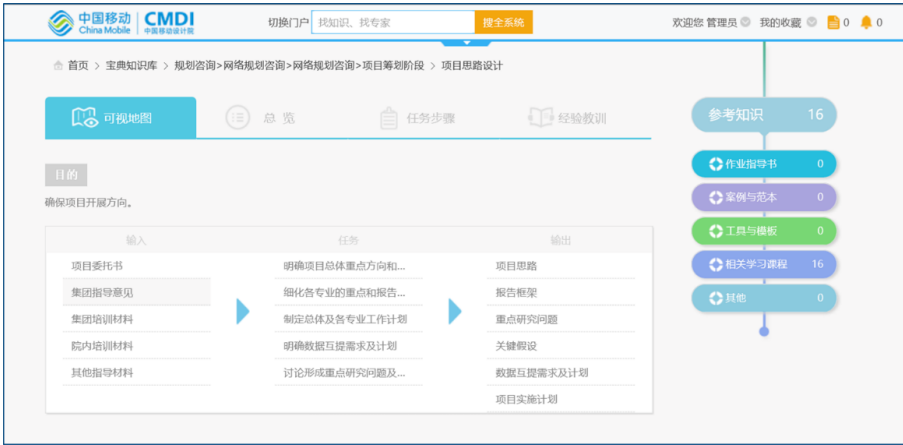 中国移动 China Mobile CMDI 中国移动设计院 切换门户 找知识、找专家 搜全系统 欢迎您 管理员 我的收藏 0 0
首页 > 宝典知识库 > 规划咨询>网络规划咨询>网络规划咨询>项目筹划阶段 > 项目思路设计
可视地图 总 览 任务步骤 经验教训
目的
确保项目开展方向。
输入 任务 输出
项目委托书 明确项目总体重点方向和... 项目思路
集团指导意见 细化各专业的重点和报告... 报告框架
集团培训材料 制定总体及各专业工作计划 重点研究问题
院内培训材料 明确数据互提需求及计划 关键假设
其他指导材料 讨论形成重点研究问题及... 数据互提需求及计划
项目实施计划
参考知识 16
作业指导书 0
案例与范本 0
工具与模板 0
相关学习课程 16
其他 0